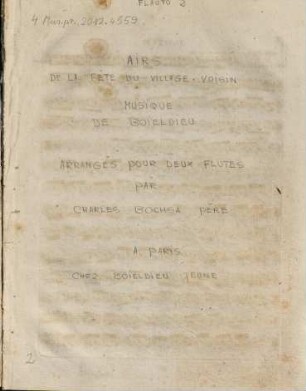 FLAUTO 2
4 Mus.pr. 2012.4559
AIRS
DE LA FETE DU VILLAGE-VOISIN
MUSIQUE
DE BOIELDIEU
ARRANGÉS POUR DEUX FLUTES
PAR
CHARLES BOCHSA PERE
A PARIS
CHEZ BOIELDIEU JEUNE
2